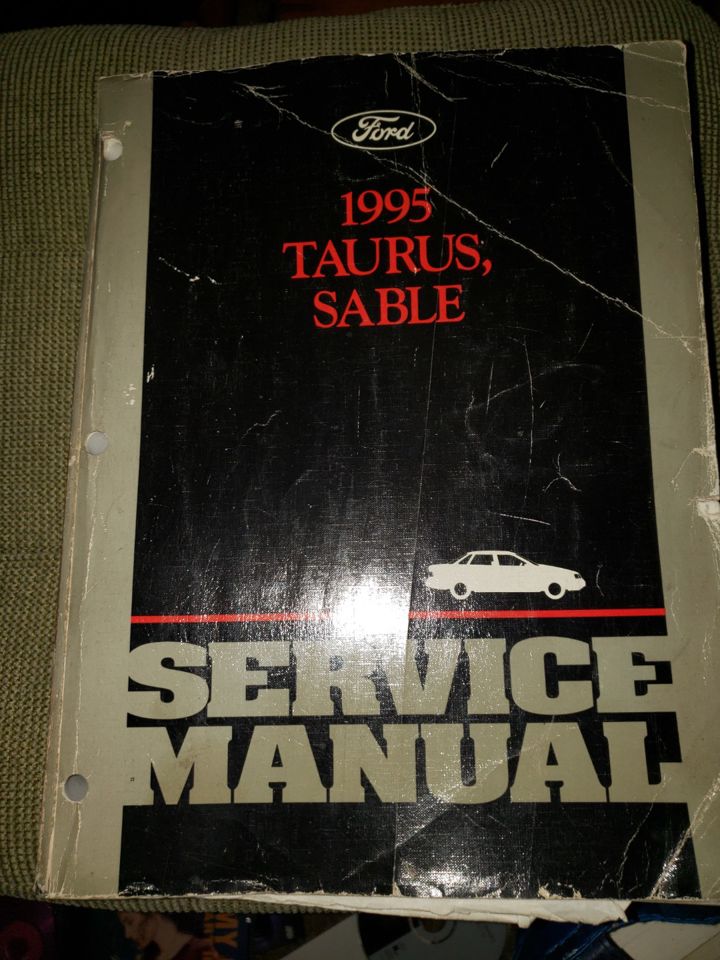 Ford
1995
TAURUS,
SABLE
SERVICE
MANUAL